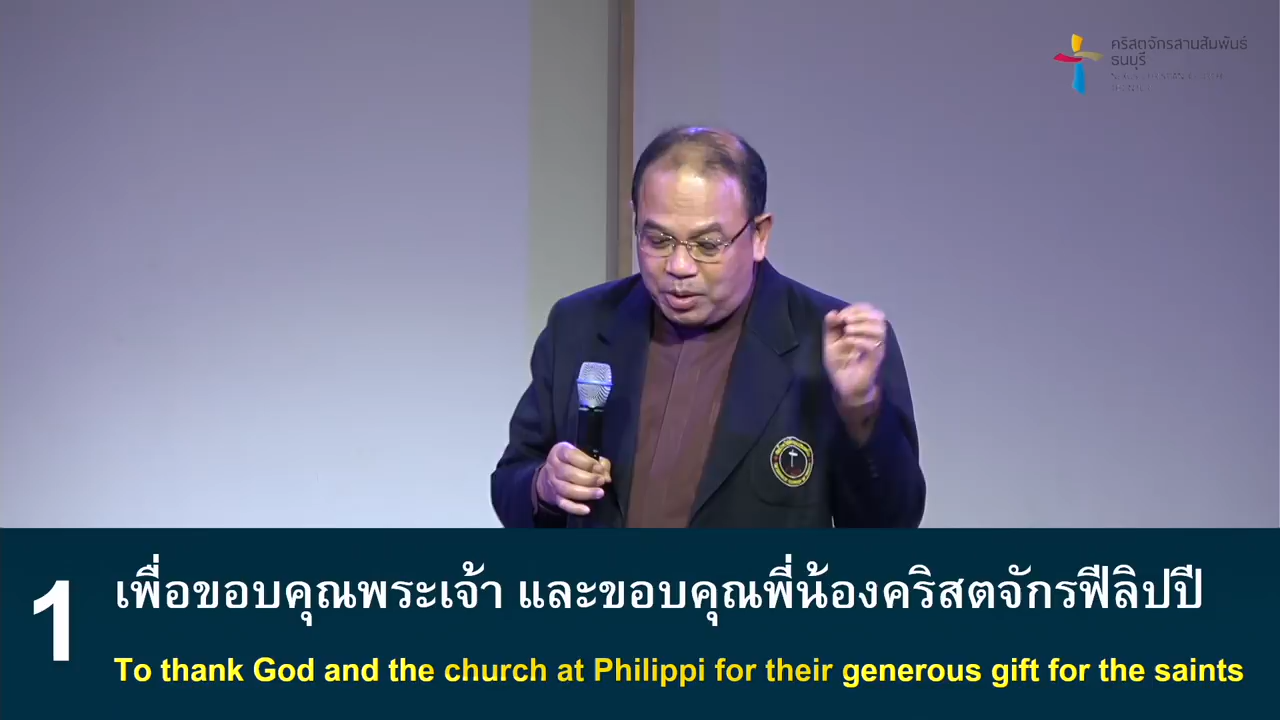 คริสตจักรสานสัมพันธ์
ธนบุรี
1
เพื่อขอบคุณพระเจ้า และขอบคุณพี่น้องคริสตจักรฟีลิปปี
To thank God and the church at Philippi for their generous gift for the saints